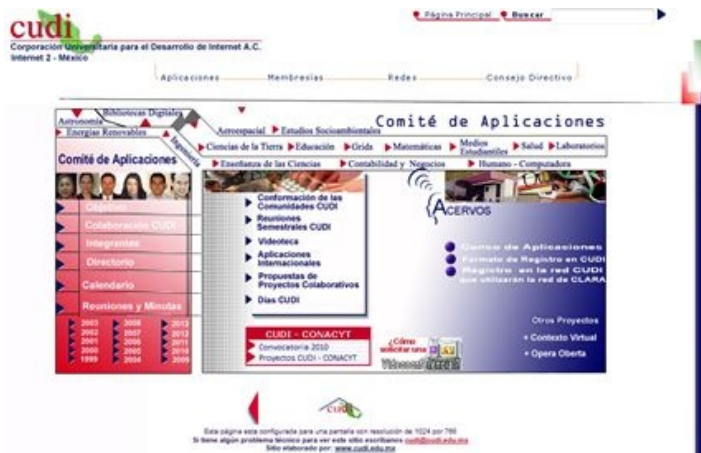 cudi
Corporación Universitaria para el Desarrollo de Internet A.C.
Internet 2 - México
Página Principal Buscar
Aplicaciones Membresías Redes Consejo Directivo
Comité de Aplicaciones
Bibliotecas Digitales
Astronomía
Energías Renovables
Ingeniería
Aeroespacial Estudios Socioambientales
Ciencias de la Tierra Educación Grids Matemáticas Medios Estudiantiles Salud Laboratorios
Enseñanza de las Ciencias Contabilidad y Negocios Humano - Computadora
Comité de Aplicaciones
Objetivo
Colaboración CUDI
Integrantes
Directorio
Calendario
Reuniones y Minutas
2003 2008 2013
2002 2007 2012
2001 2006 2011
2000 2005 2010
1999 2004 2009
Conformación de las
Comunidades CUDI
Reuniones
Semestrales CUDI
Videoteca
Aplicaciones
Internacionales
Propuestas de
Proyectos Colaborativos
Días CUDI
CUDI - CONACYT
Convocatoria 2010
Proyectos CUDI - CONACYT
ACERVOS
Censo de Aplicaciones
Formato de Registro en CUDI
Registro en la red CUDI
que utilizarán la red de CLARA
¿Cómo
solicitar una
Otros Proyectos
+ Contexto Virtual
+ Opera Oberta
cudi
Esta página esta configurada para una pantalla con resolución de 1024 por 768
Si tiene algún problema técnico para ver este sitio escríbanos cudi@cudi.edu.mx
Sitio elaborado por: www.cudi.edu.mx